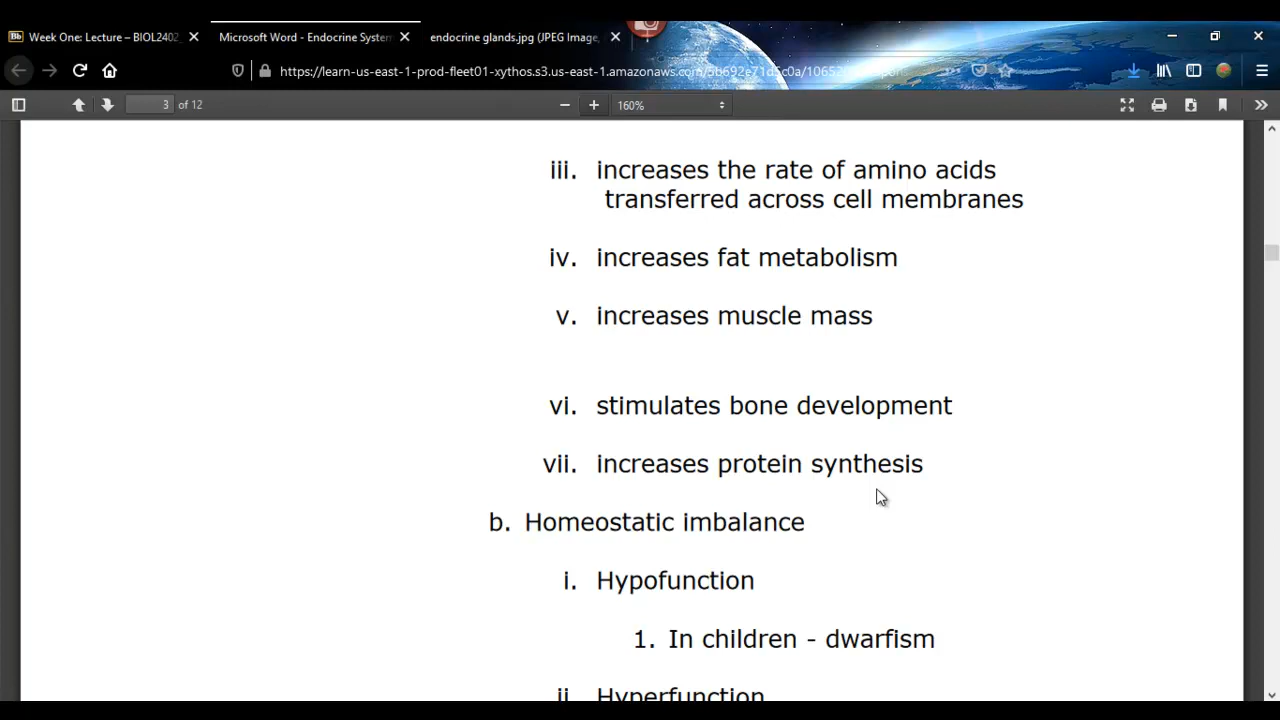 Week One: Lecture – BIOL2402
Microsoft Word - Endocrine System
endocrine glands.jpg (JPEG Image,
3 of 12
160%
iii. increases the rate of amino acids
transferred across cell membranes
iv. increases fat metabolism
v. increases muscle mass
vi. stimulates bone development
vii. increases protein synthesis
b. Homeostatic imbalance
i. Hypofunction
1. In children - dwarfism
ii. Hyperfunction